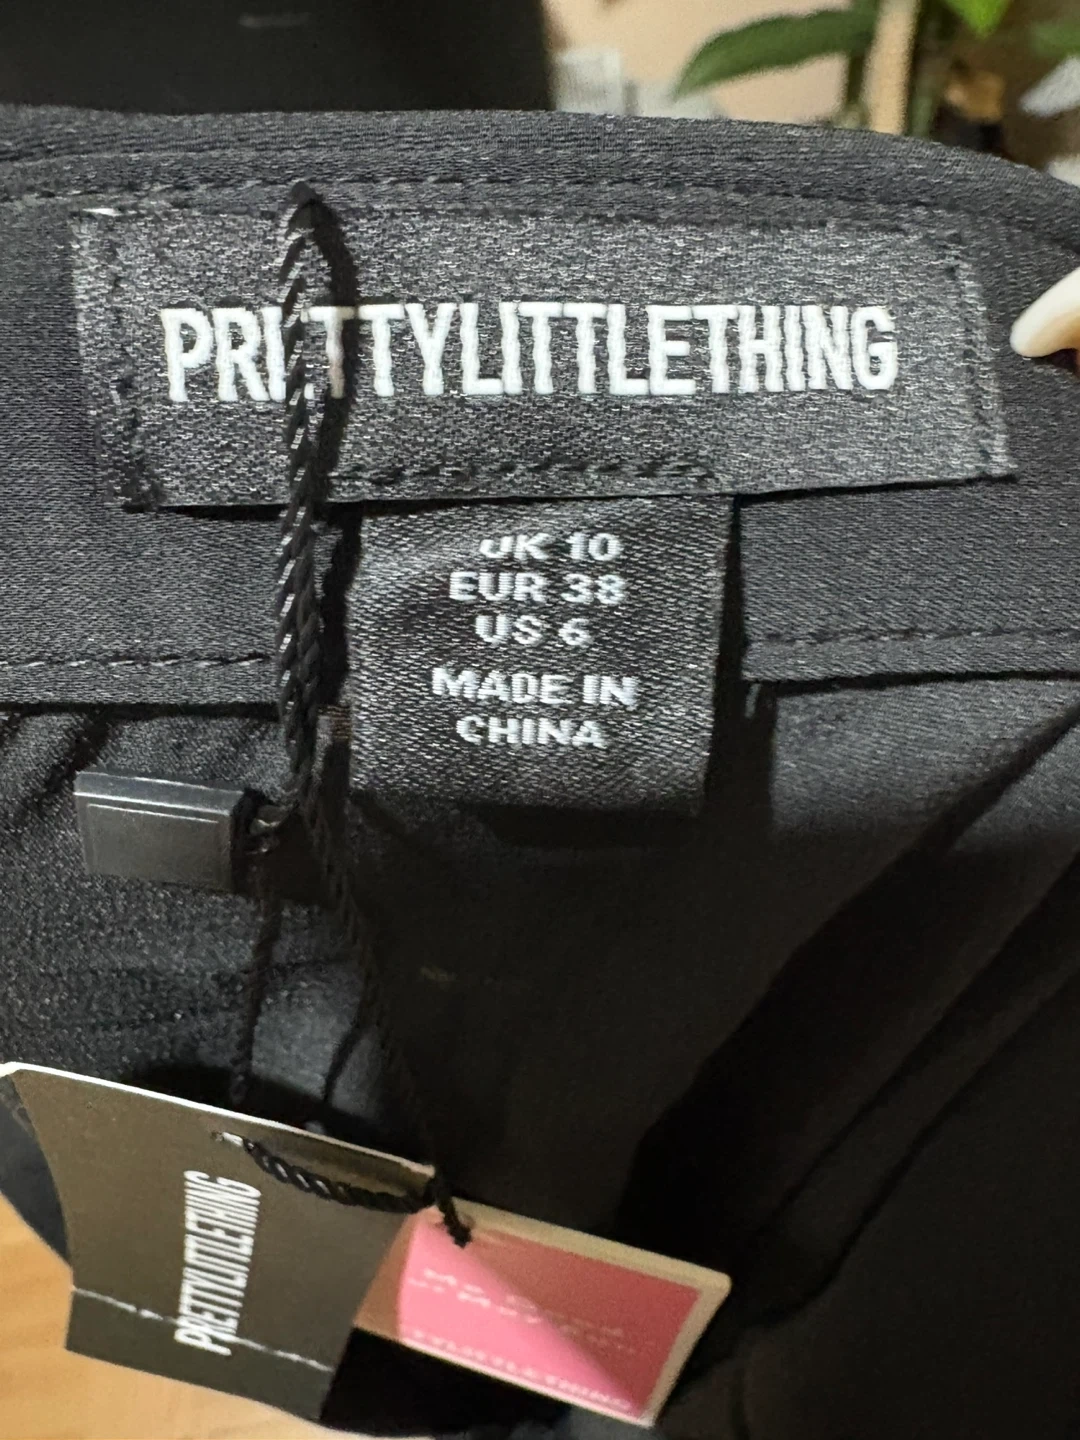 PRETTYLITTLETHING
UK 10
EUR 38
US 6
MADE IN
CHINA
PRETTYLITTLETHING